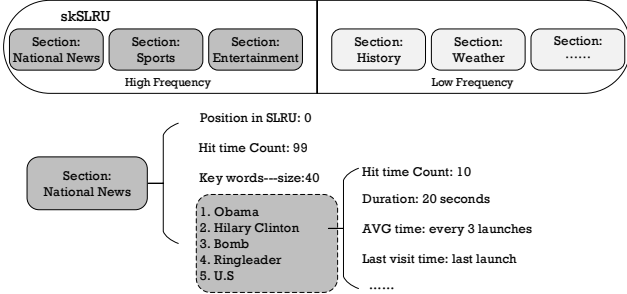 skSLRU
Section:
National News
Section:
Sports
Section:
Entertainment
Section:
History
Section:
Weather
Section:
......
High Frequency
Low Frequency
Position in SLRU: 0
Hit time Count: 99
Key words---size:40
Section:
National News
1. Obama
2. Hilary Clinton
3. Bomb
4. Ringleader
5. U.S
Hit time Count: 10
Duration: 20 seconds
AVG time: every 3 launches
Last visit time: last launch
......